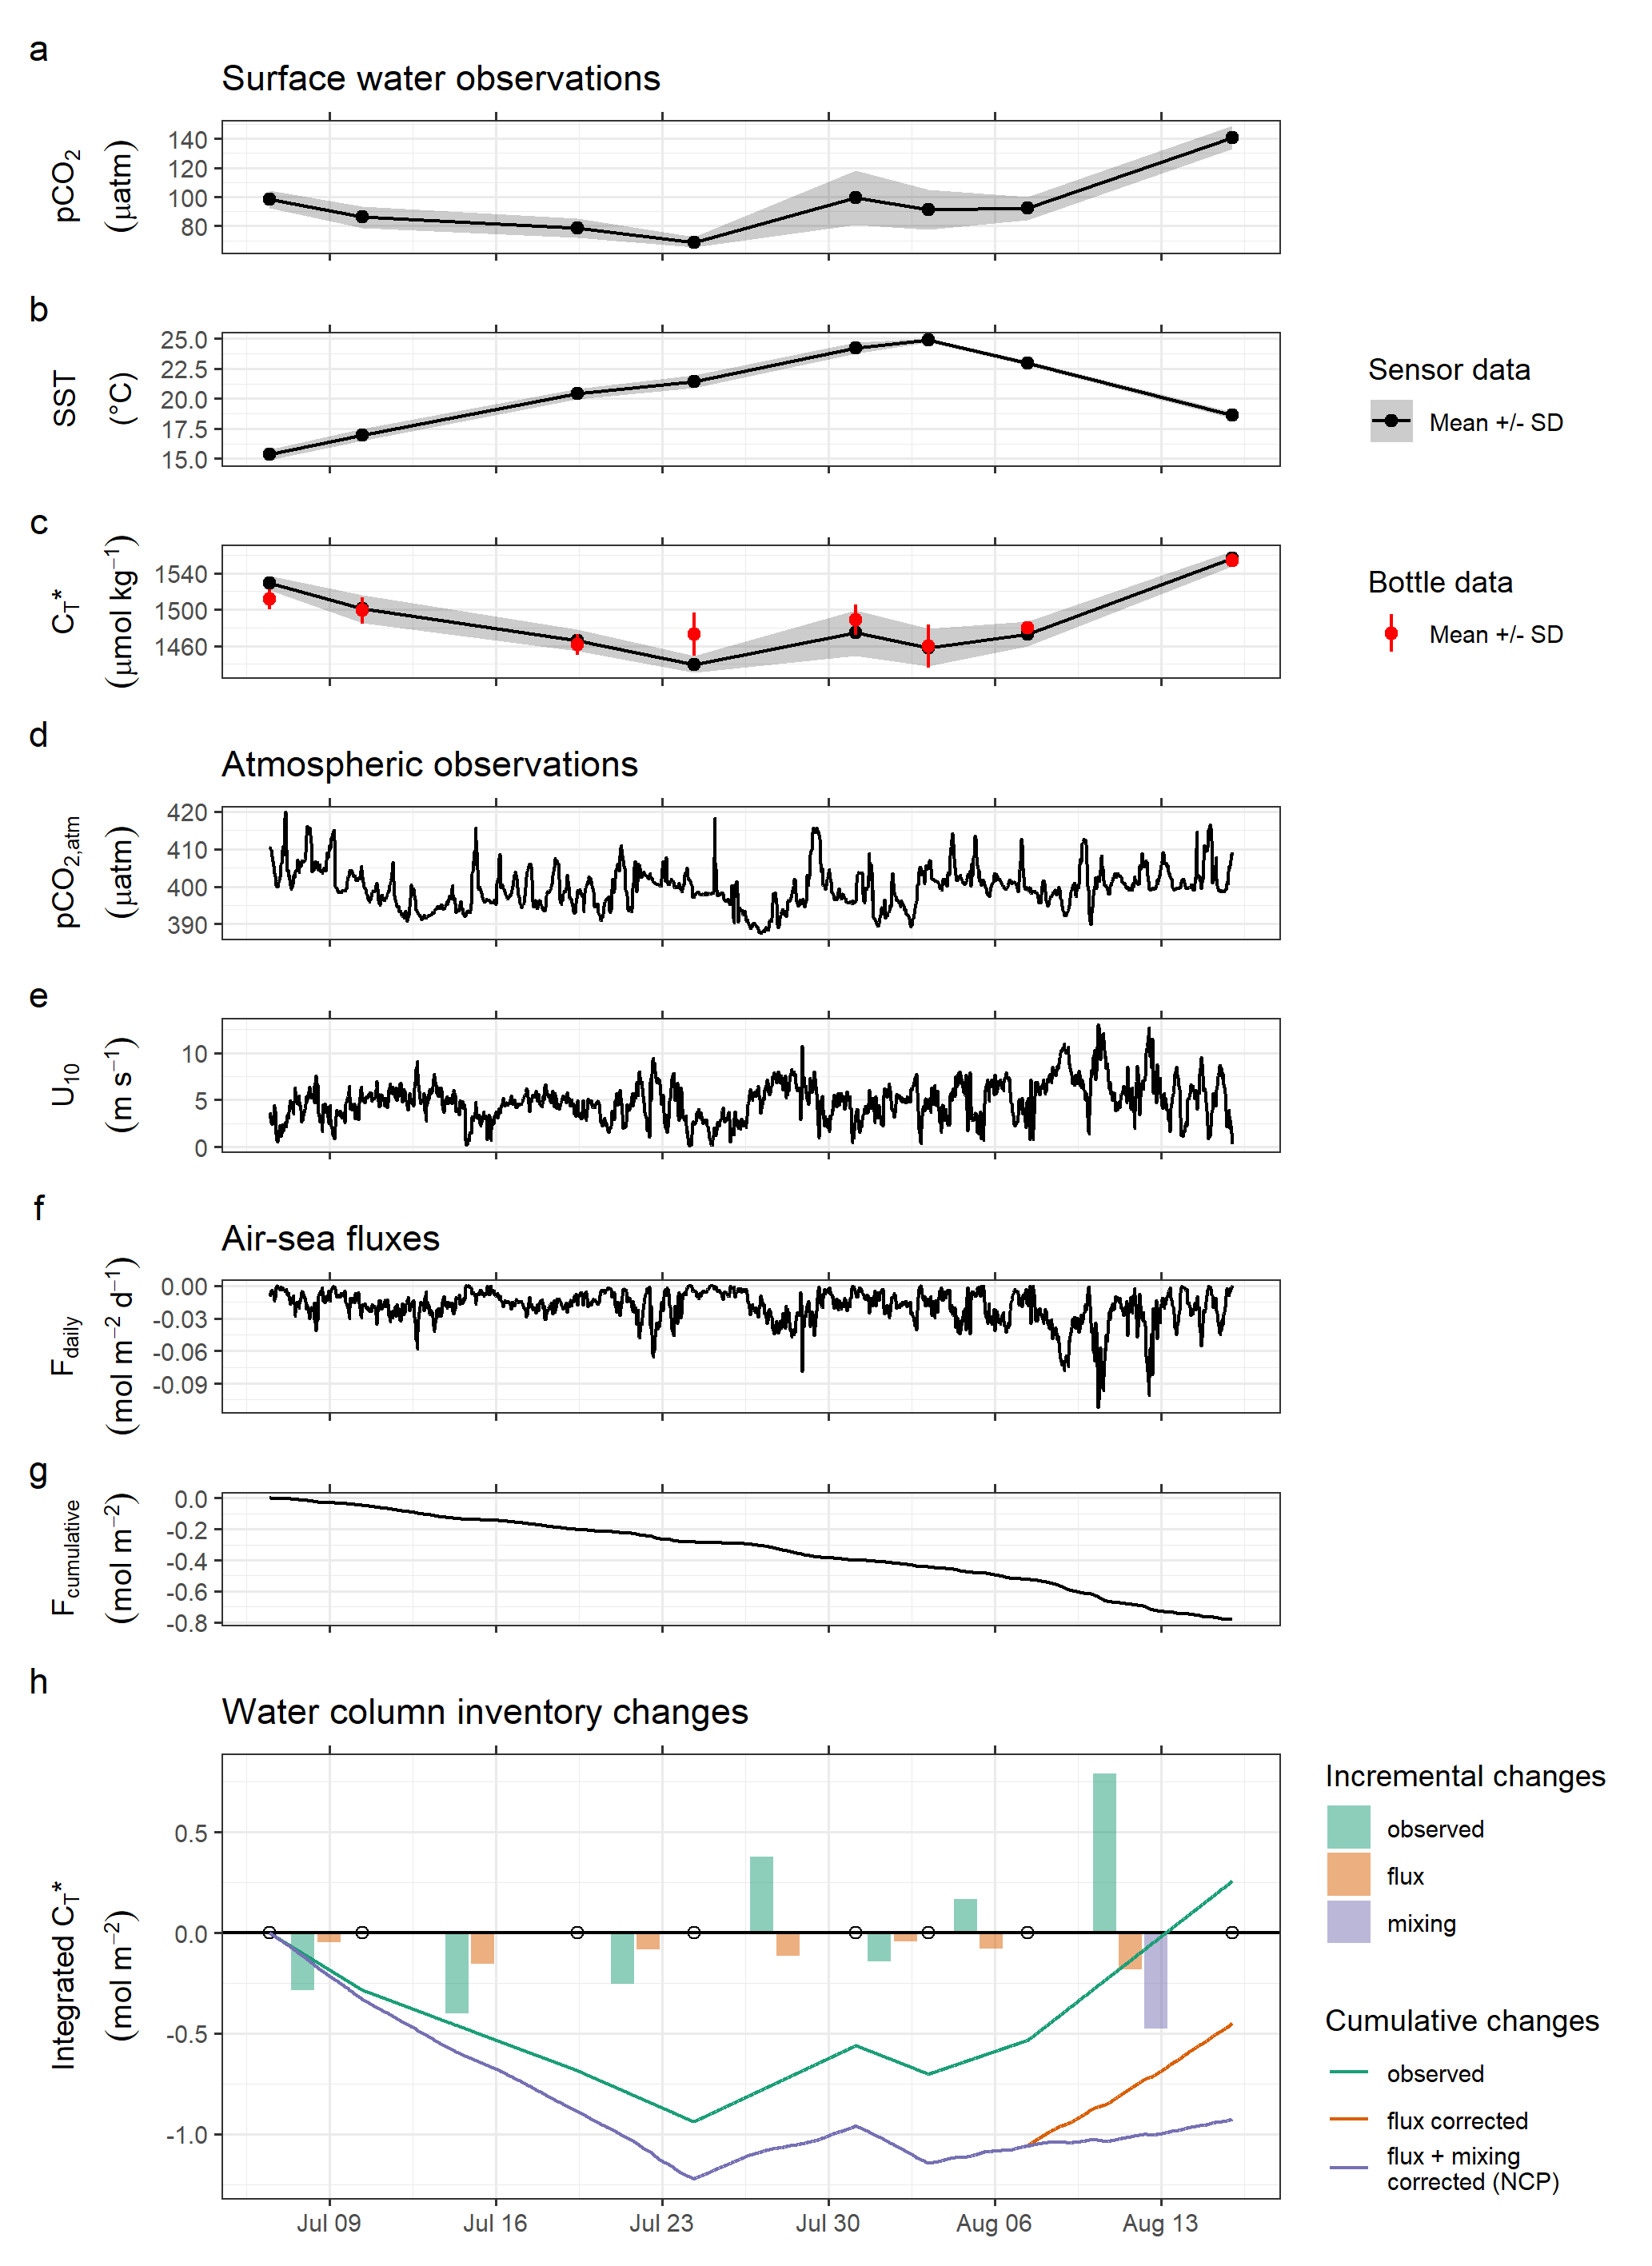 a
Surface water observations
pCO₂
(µatm)
140
120
100
80
b
SST
(°C)
25.0
22.5
20.0
17.5
15.0
Sensor data
Mean +/- SD
c
C_T*
(µmol kg⁻¹)
1540
1500
1460
Bottle data
Mean +/- SD
d
Atmospheric observations
pCO₂,atm
(µatm)
420
410
400
390
e
U₁₀
(m s⁻¹)
10
5
0
f
Air-sea fluxes
F_daily
(mol m⁻² d⁻¹)
0.00
-0.03
-0.06
-0.09
g
F_cumulative
(mol m⁻²)
0.0
-0.2
-0.4
-0.6
-0.8
h
Water column inventory changes
Integrated C_T*
(mol m⁻²)
0.5
0.0
-0.5
-1.0
Jul 09
Jul 16
Jul 23
Jul 30
Aug 06
Aug 13
Incremental changes
observed
flux
mixing
Cumulative changes
observed
flux corrected
flux + mixing
corrected (NCP)